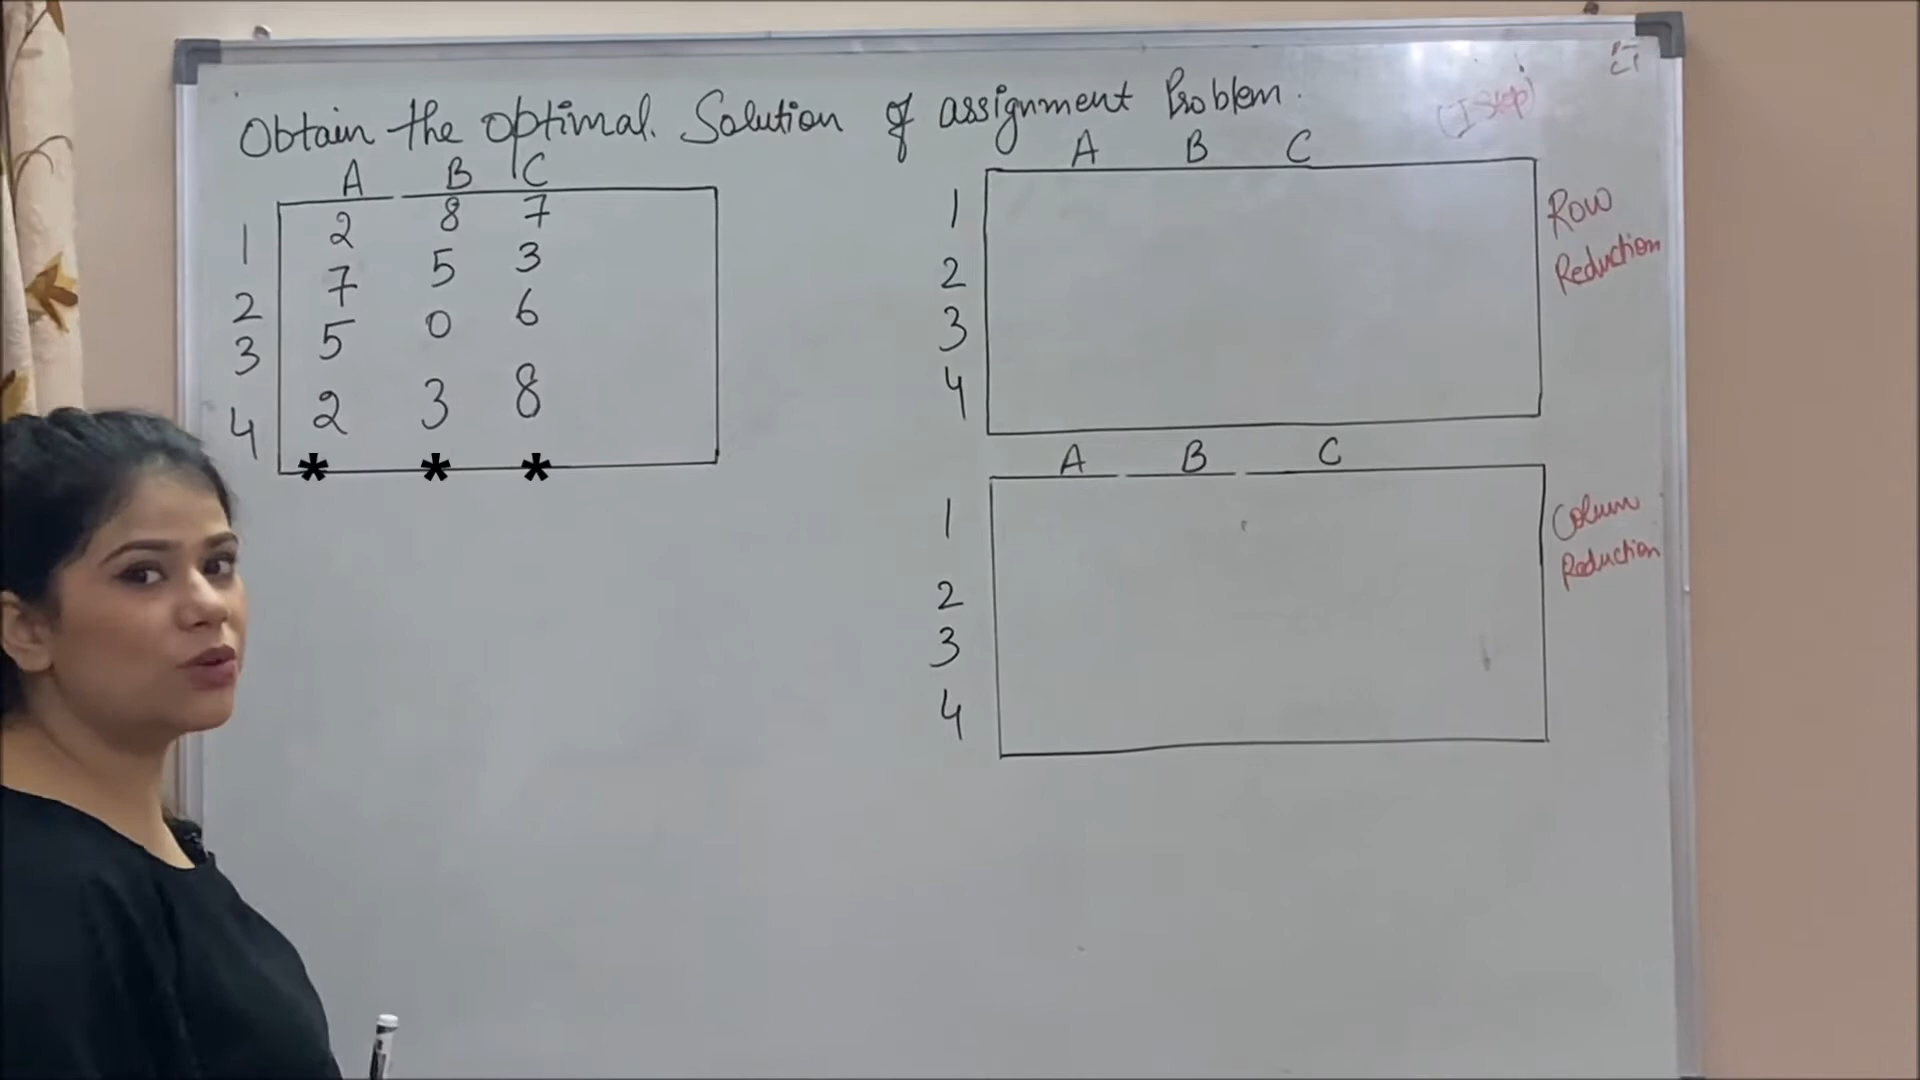 Obtain the optimal. Solution of assignment Problem.
(I Step)
A B C
1 2 8 7
2 7 5 3
3 5 0 6
4 2 3 8
* * *
A B C
1
2
3
4
Row
Reduction
A B C
1
2
3
4
Column
Reduction